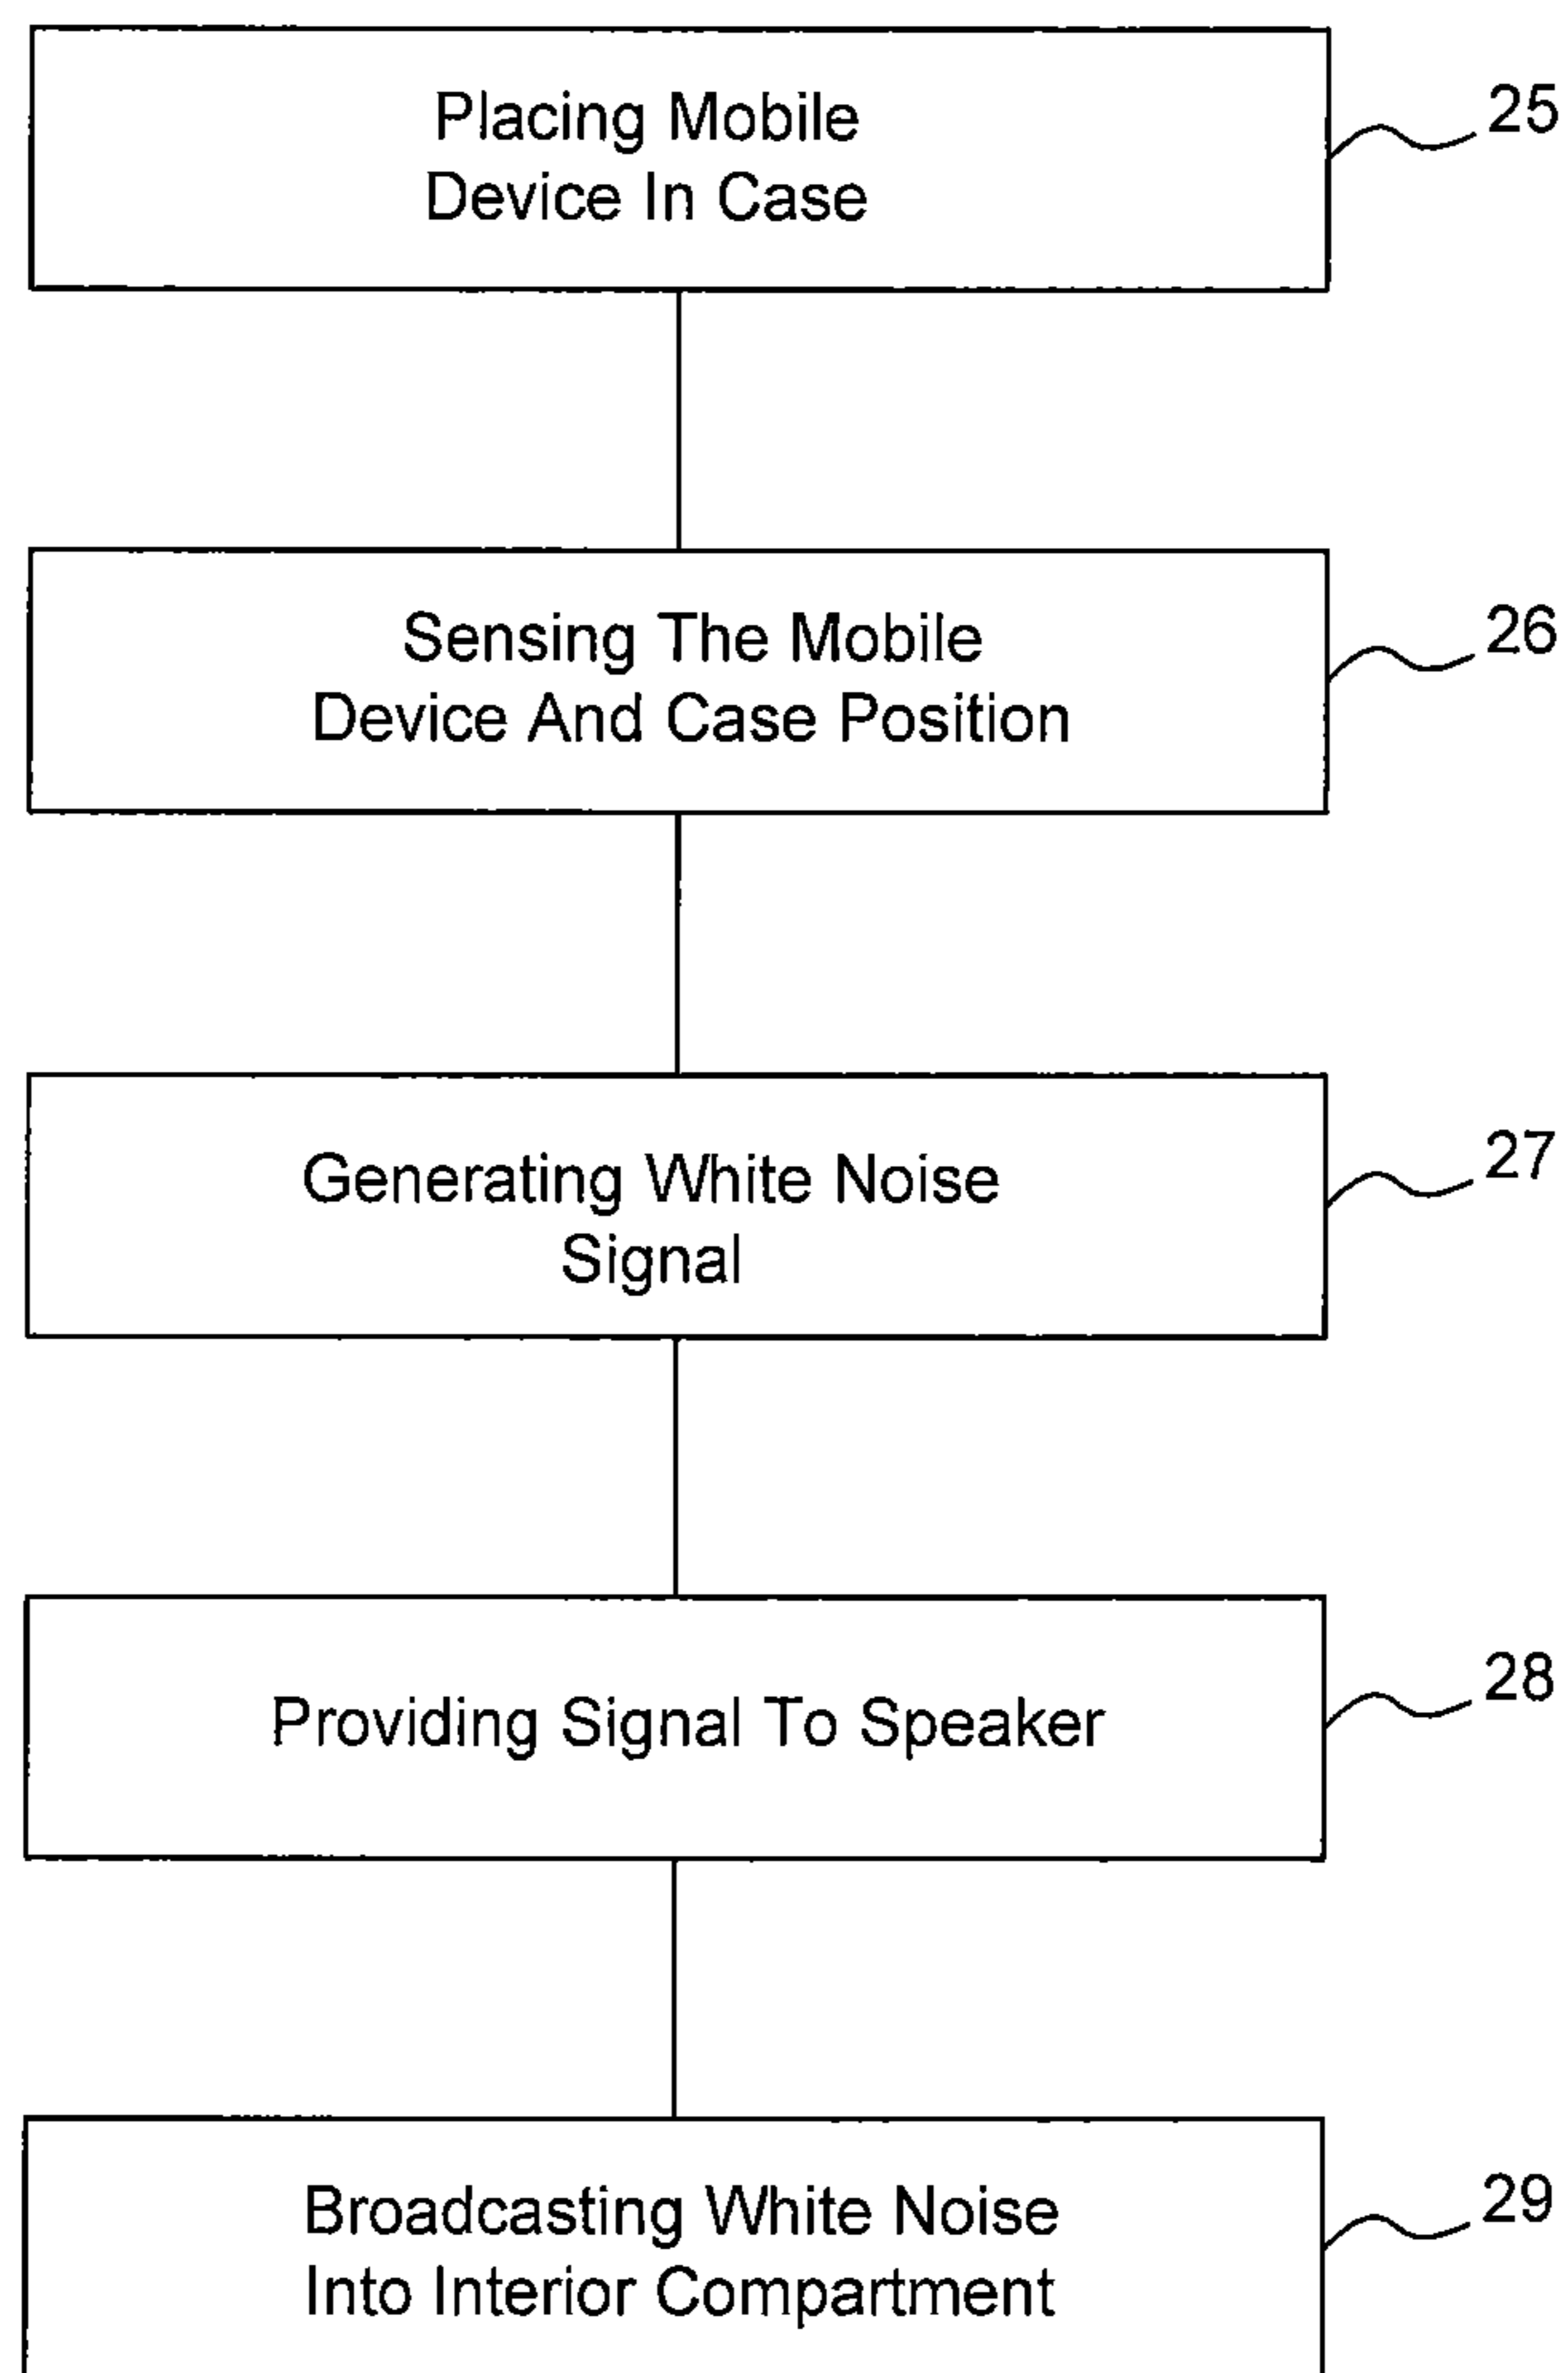 Placing Mobile
Device In Case
25
Sensing The Mobile
Device And Case Position
26
Generating White Noise
Signal
27
Providing Signal To Speaker
28
Broadcasting White Noise
Into Interior Compartment
29